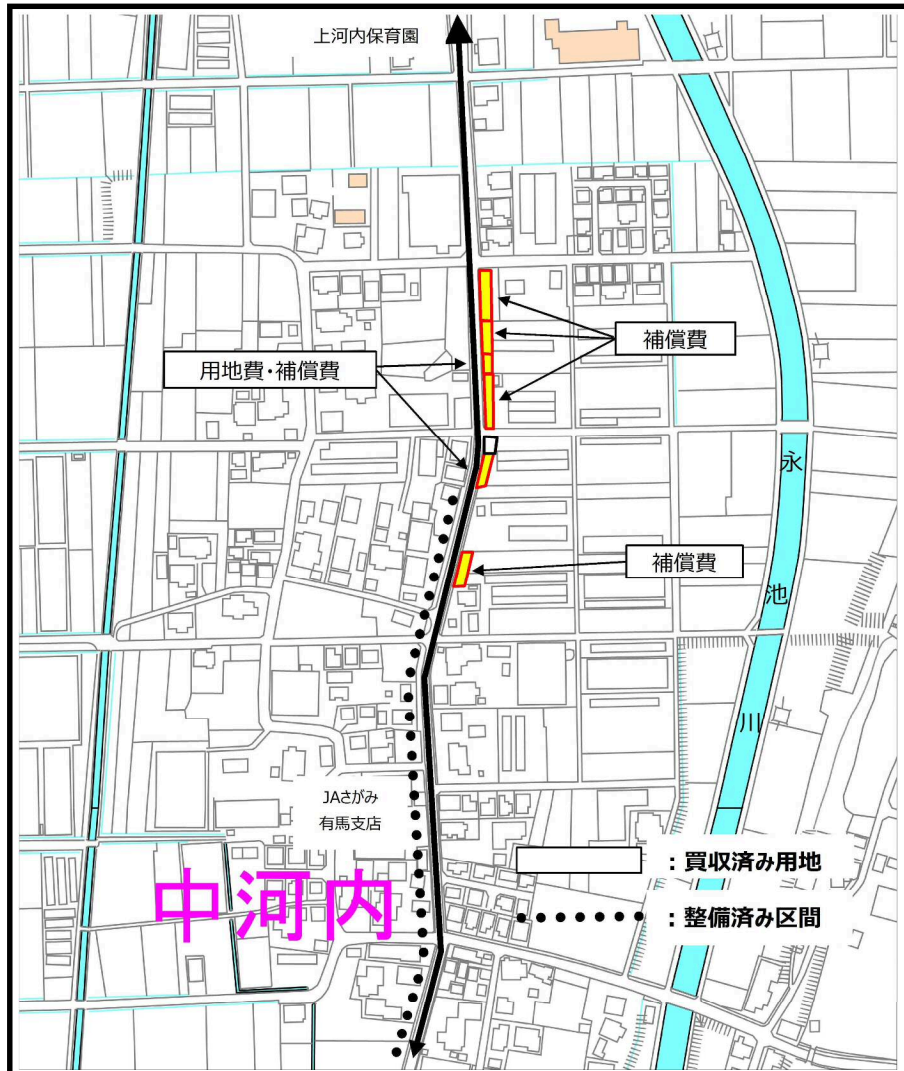 上河内保育園
補償費
用地費・補償費
永
補償費
池
川
JAさがみ
有馬支店
：買収済み用地
中河内
：整備済み区間